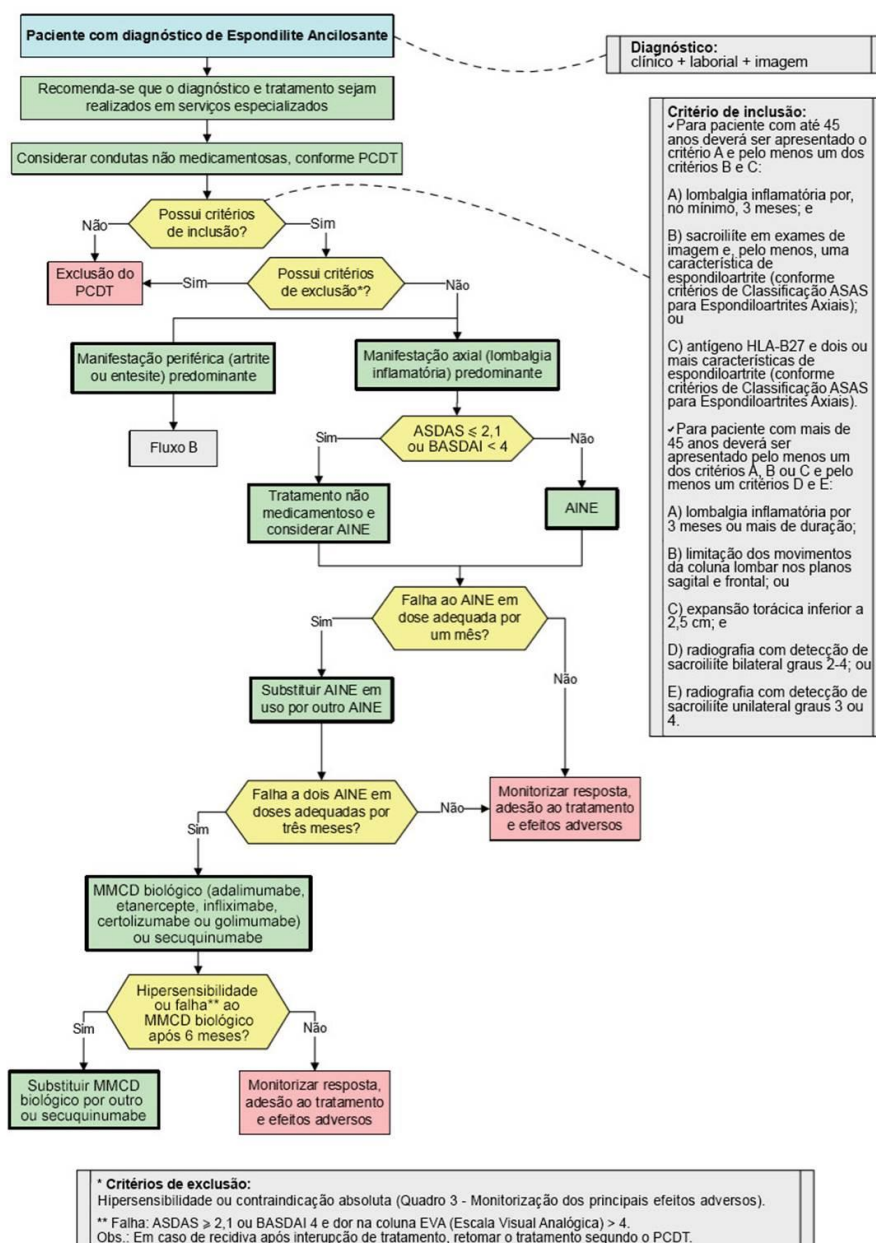 Paciente com diagnóstico de Espondilite Ancilosante
Diagnóstico:
clínico + laborial + imagem
Recomenda-se que o diagnóstico e tratamento sejam
realizados em serviços especializados
Considerar condutas não medicamentosas, conforme PCDT
Possui critérios
de inclusão?
Não
Sim
Exclusão do
PCDT
Sim
Possui critérios
de exclusão*?
Não
Manifestação periférica (artrite
ou entesite) predominante
Manifestação axial (lombalgia
inflamatória) predominante
Fluxo B
Sim
ASDAS ⩽ 2,1
ou BASDAI < 4
Não
Tratamento não
medicamentoso e
considerar AINE
AINE
Falha ao AINE em
dose adequada por
um mês?
Sim
Não
Substituir AINE em
uso por outro AINE
Falha a dois AINE em
doses adequadas por
três meses?
Não
Sim
Monitorizar resposta,
adesão ao tratamento
e efeitos adversos
MMCD biológico (adalimumabe,
etanercepte, infliximabe,
certolizumabe ou golimumabe)
ou secuquinumabe
Hipersensibilidade
ou falha** ao
MMCD biológico
após 6 meses?
Sim
Não
Substituir MMCD
biológico por outro
ou secuquinumabe
Monitorizar resposta,
adesão ao tratamento
e efeitos adversos
Critério de inclusão:
✓Para paciente com até 45
anos deverá ser apresentado o
critério A e pelo menos um dos
critérios B e C:
A) lombalgia inflamatória por,
no mínimo, 3 meses; e
B) sacroiliíte em exames de
imagem e, pelo menos, uma
característica de
espondiloartrite (conforme
critérios de Classificação ASAS
para Espondiloartrites Axiais);
ou
C) antígeno HLA-B27 e dois ou
mais características de
espondiloartrite (conforme
critérios de Classificação ASAS
para Espondiloartrites Axiais).
✓Para paciente com mais de
45 anos deverá ser
apresentado pelo menos um
dos critérios A, B ou C e pelo
menos um critérios D e E:
A) lombalgia inflamatória por
3 meses ou mais de duração;
B) limitação dos movimentos
da coluna lombar nos planos
sagital e frontal; ou
C) expansão torácica inferior a
2,5 cm; e
D) radiografia com detecção de
sacroiliíte bilateral graus 2-4; ou
E) radiografia com detecção de
sacroiliíte unilateral graus 3 ou
4.
* Critérios de exclusão:
Hipersensibilidade ou contraindicação absoluta (Quadro 3 - Monitorização dos principais efeitos adversos).
** Falha: ASDAS ⩾ 2,1 ou BASDAI 4 e dor na coluna EVA (Escala Visual Analógica) > 4.
Obs.: Em caso de recidiva após interupção de tratamento, retomar o tratamento segundo o PCDT.